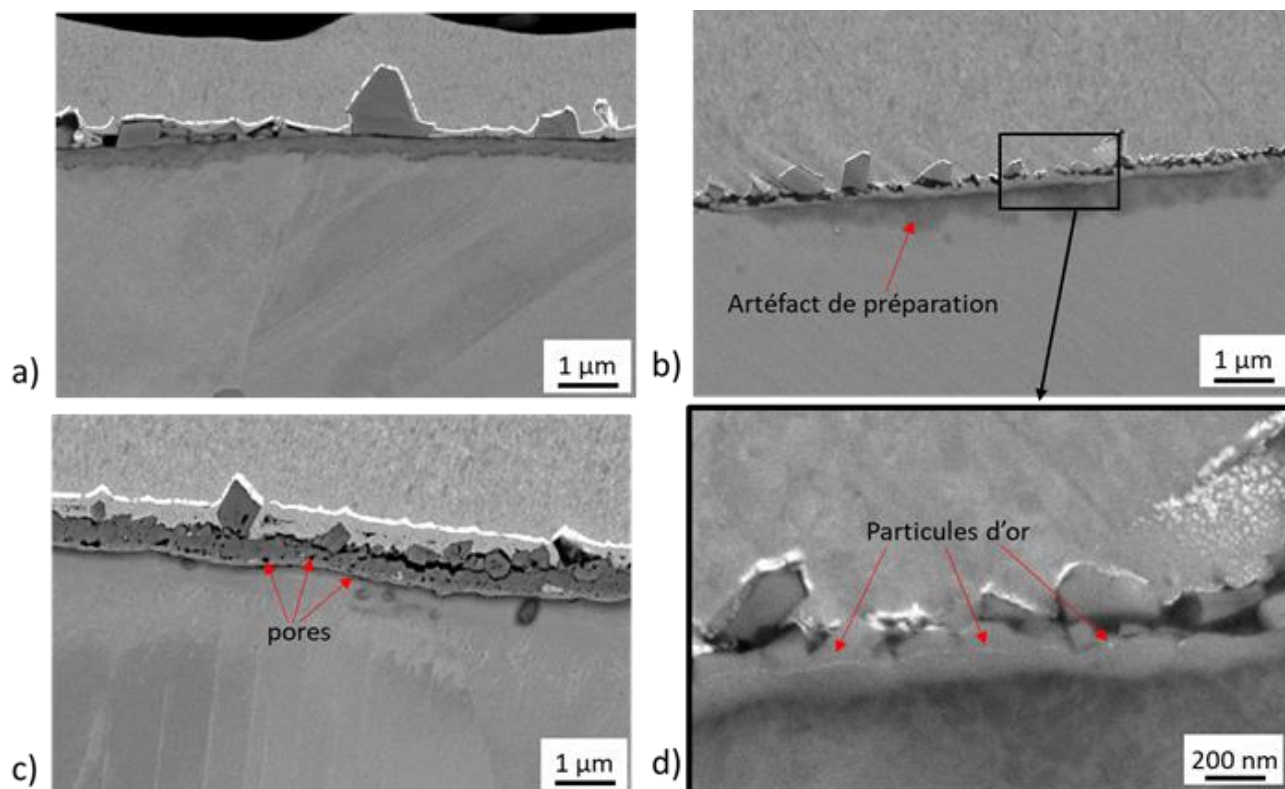 a)
1 µm
b)
Artéfact de préparation
1 µm
c)
pores
1 µm
d)
Particules d'or
200 nm